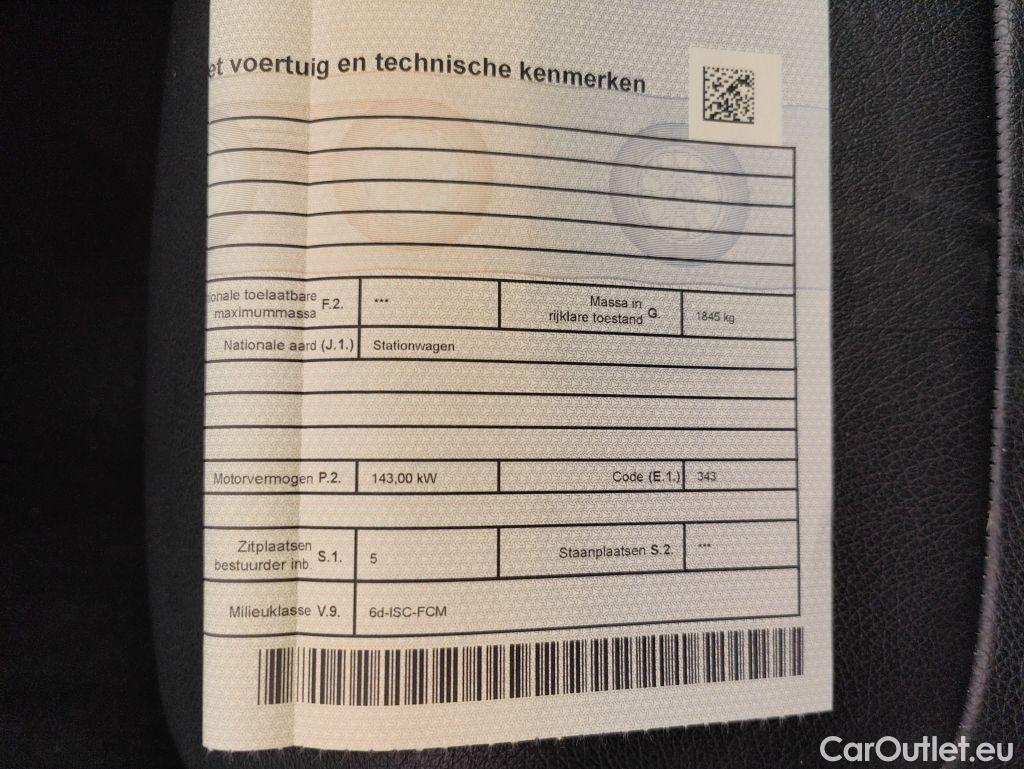 et voertuig en technische kenmerken
onale toelaatbare maximummassa F.2. *** Massa in rijklare toestand G. 1845 kg
Nationale aard (J.1.) Stationwagen
Motorvermogen P.2. 143,00 kW Code (E.1.) 343
Zitplaatsen bestuurder inb. S.1. 5 Staanplaatsen S.2. ***
Milieuklasse V.9. 6d-ISC-FCM
CarOutlet.eu